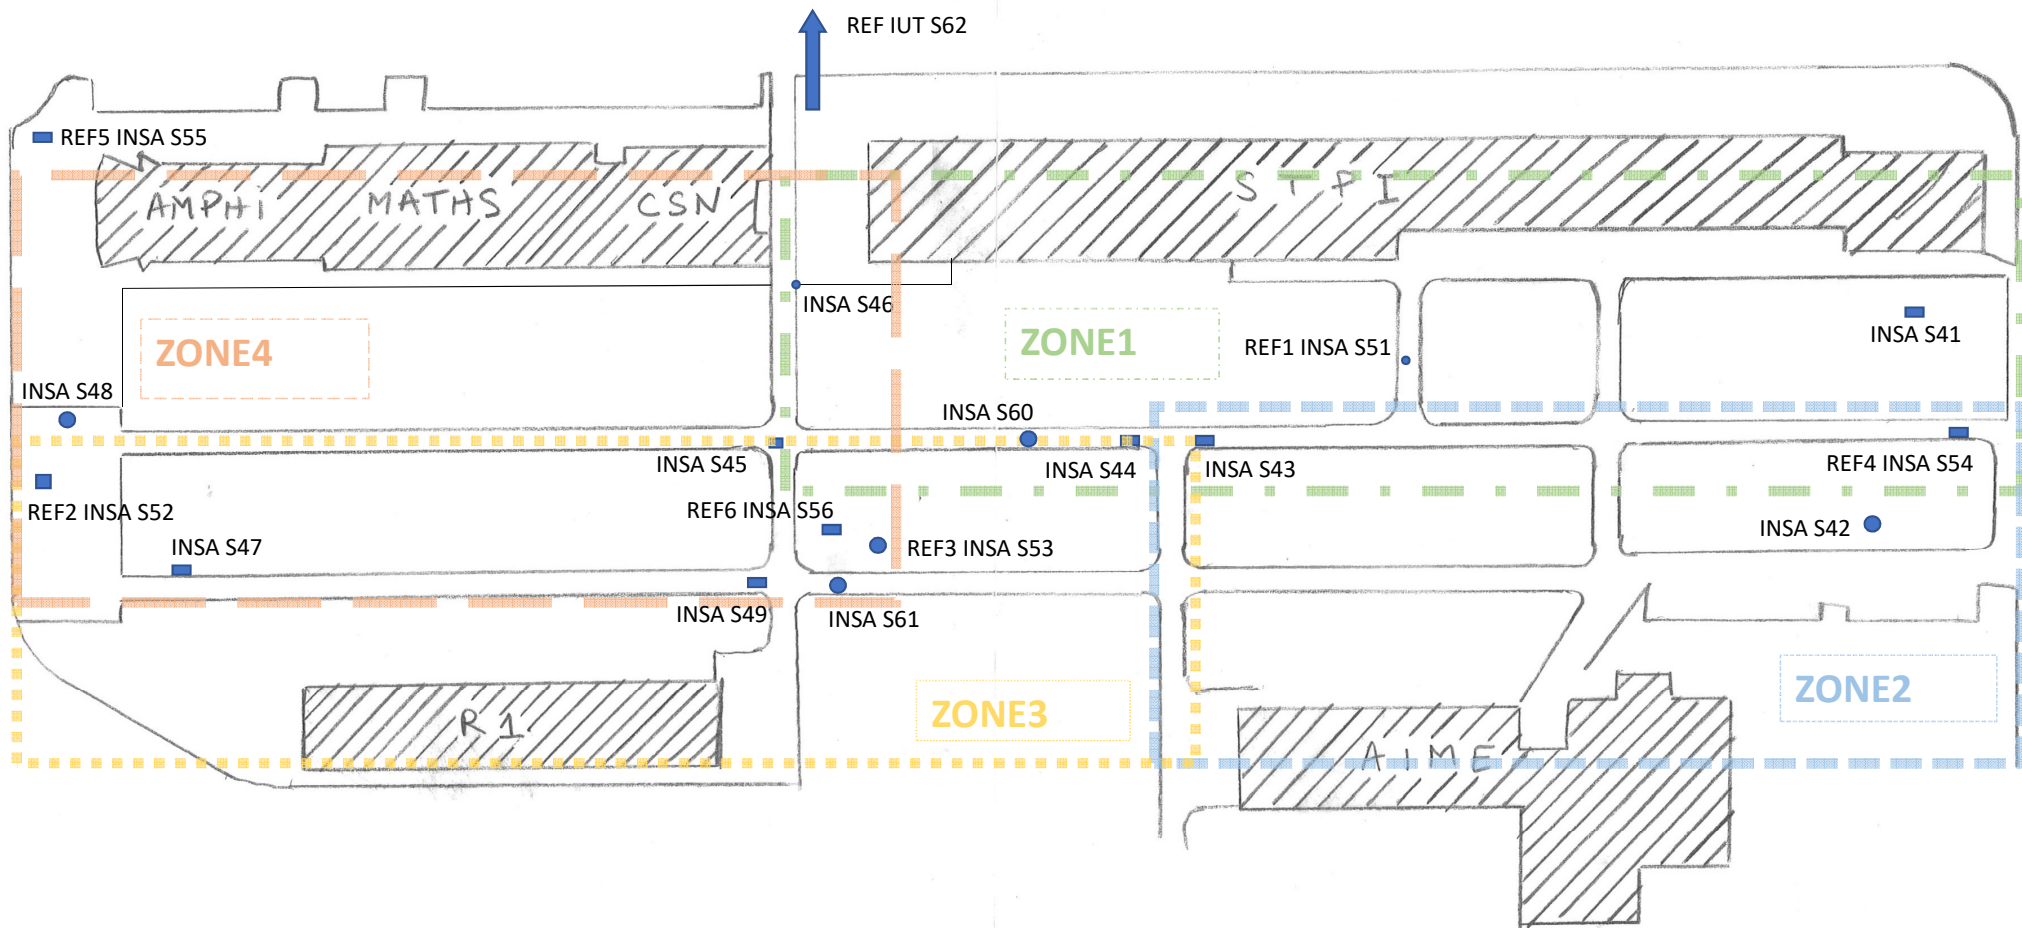 REF IUT S62
REF5 INSA S55
AMPHi
MATHS
CSN
STPI
INSA S46
ZONE4
ZONE1
REF1 INSA S51
INSA S41
INSA S48
INSA S60
INSA S45
INSA S44
INSA S43
REF4 INSA S54
REF2 INSA S52
REF6 INSA S56
INSA S42
INSA S47
REF3 INSA S53
INSA S49
INSA S61
R1
ZONE3
ZONE2
AIME